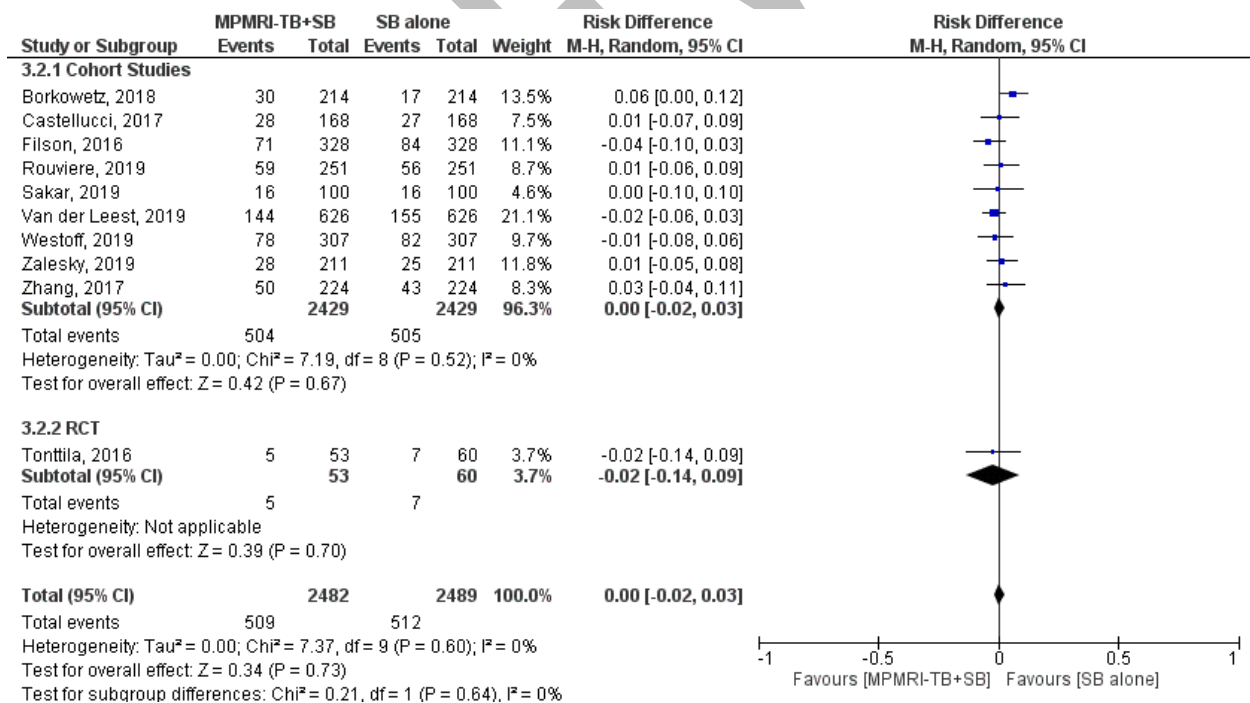 MPMRI-TB+SB SB alone Risk Difference Risk Difference
Study or Subgroup Events Total Events Total Weight M-H, Random, 95% CI M-H, Random, 95% CI
3.2.1 Cohort Studies
Borkowetz, 2018 30 214 17 214 13.5% 0.06 [0.00, 0.12]
Castellucci, 2017 28 168 27 168 7.5% 0.01 [-0.07, 0.09]
Filson, 2016 71 328 84 328 11.1% -0.04 [-0.10, 0.03]
Rouviere, 2019 59 251 56 251 8.7% 0.01 [-0.06, 0.09]
Sakar, 2019 16 100 16 100 4.6% 0.00 [-0.10, 0.10]
Van der Leest, 2019 144 626 155 626 21.1% -0.02 [-0.06, 0.03]
Westoff, 2019 78 307 82 307 9.7% -0.01 [-0.08, 0.06]
Zalesky, 2019 28 211 25 211 11.8% 0.01 [-0.05, 0.08]
Zhang, 2017 50 224 43 224 8.3% 0.03 [-0.04, 0.11]
Subtotal (95% CI) 2429 2429 96.3% 0.00 [-0.02, 0.03]
Total events 504 505
Heterogeneity: Tau² = 0.00; Chi² = 7.19, df = 8 (P = 0.52); I² = 0%
Test for overall effect: Z = 0.42 (P = 0.67)
3.2.2 RCT
Tonttila, 2016 5 53 7 60 3.7% -0.02 [-0.14, 0.09]
Subtotal (95% CI) 53 60 3.7% -0.02 [-0.14, 0.09]
Total events 5 7
Heterogeneity: Not applicable
Test for overall effect: Z = 0.39 (P = 0.70)
Total (95% CI) 2482 2489 100.0% 0.00 [-0.02, 0.03]
Total events 509 512
Heterogeneity: Tau² = 0.00; Chi² = 7.37, df = 9 (P = 0.60); I² = 0%
Test for overall effect: Z = 0.34 (P = 0.73)
Test for subgroup differences: Chi² = 0.21, df = 1 (P = 0.64), I² = 0%
-1 -0.5 0 0.5 1
Favours [MPMRI-TB+SB] Favours [SB alone]